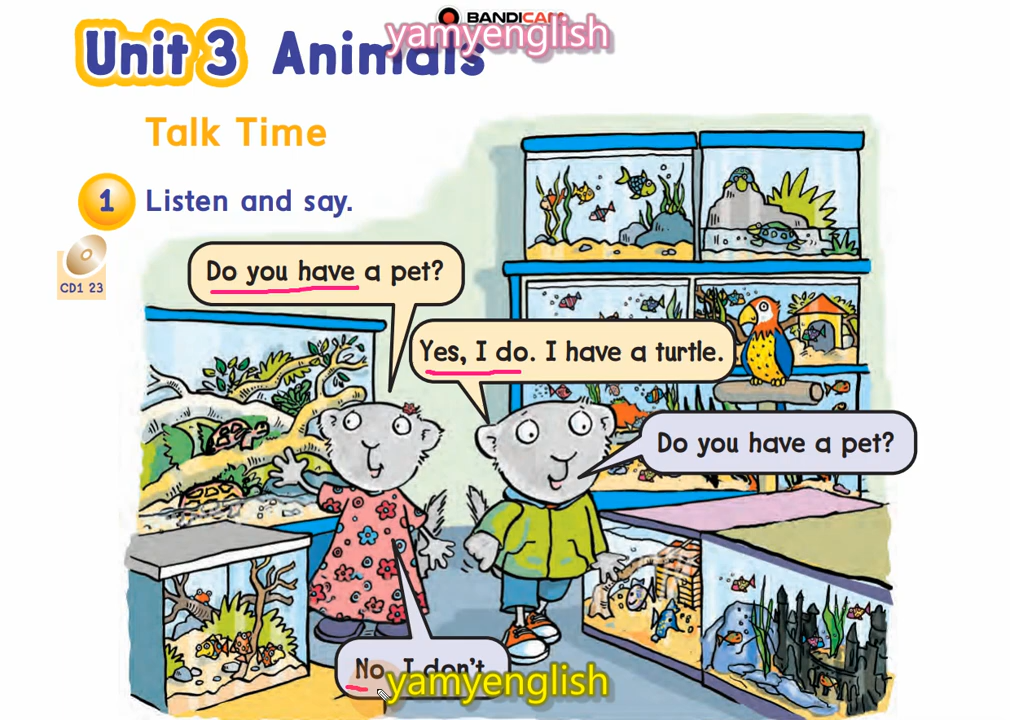 BANDICAM
yamyenglish
Unit 3 Animals
Talk Time
1 Listen and say.
CD1 23
Do you have a pet?
Yes, I do. I have a turtle.
Do you have a pet?
No, I don't.
yamyenglish